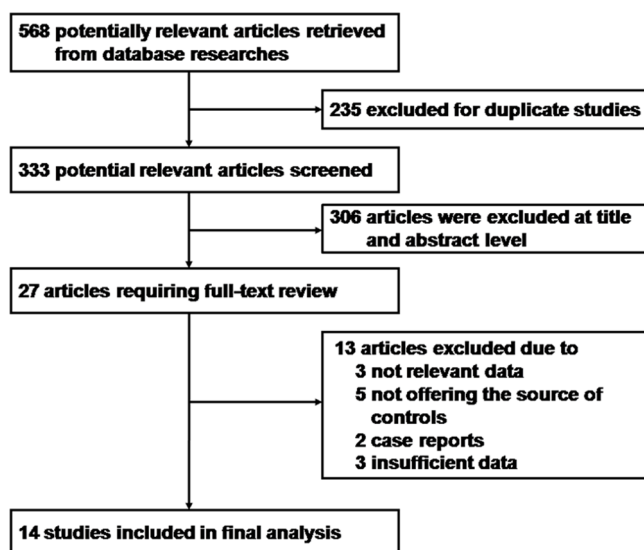 568 potentially relevant articles retrieved
from database researches
235 excluded for duplicate studies
333 potential relevant articles screened
306 articles were excluded at title
and abstract level
27 articles requiring full-text review
13 articles excluded due to
3 not relevant data
5 not offering the source of
controls
2 case reports
3 insufficient data
14 studies included in final analysis